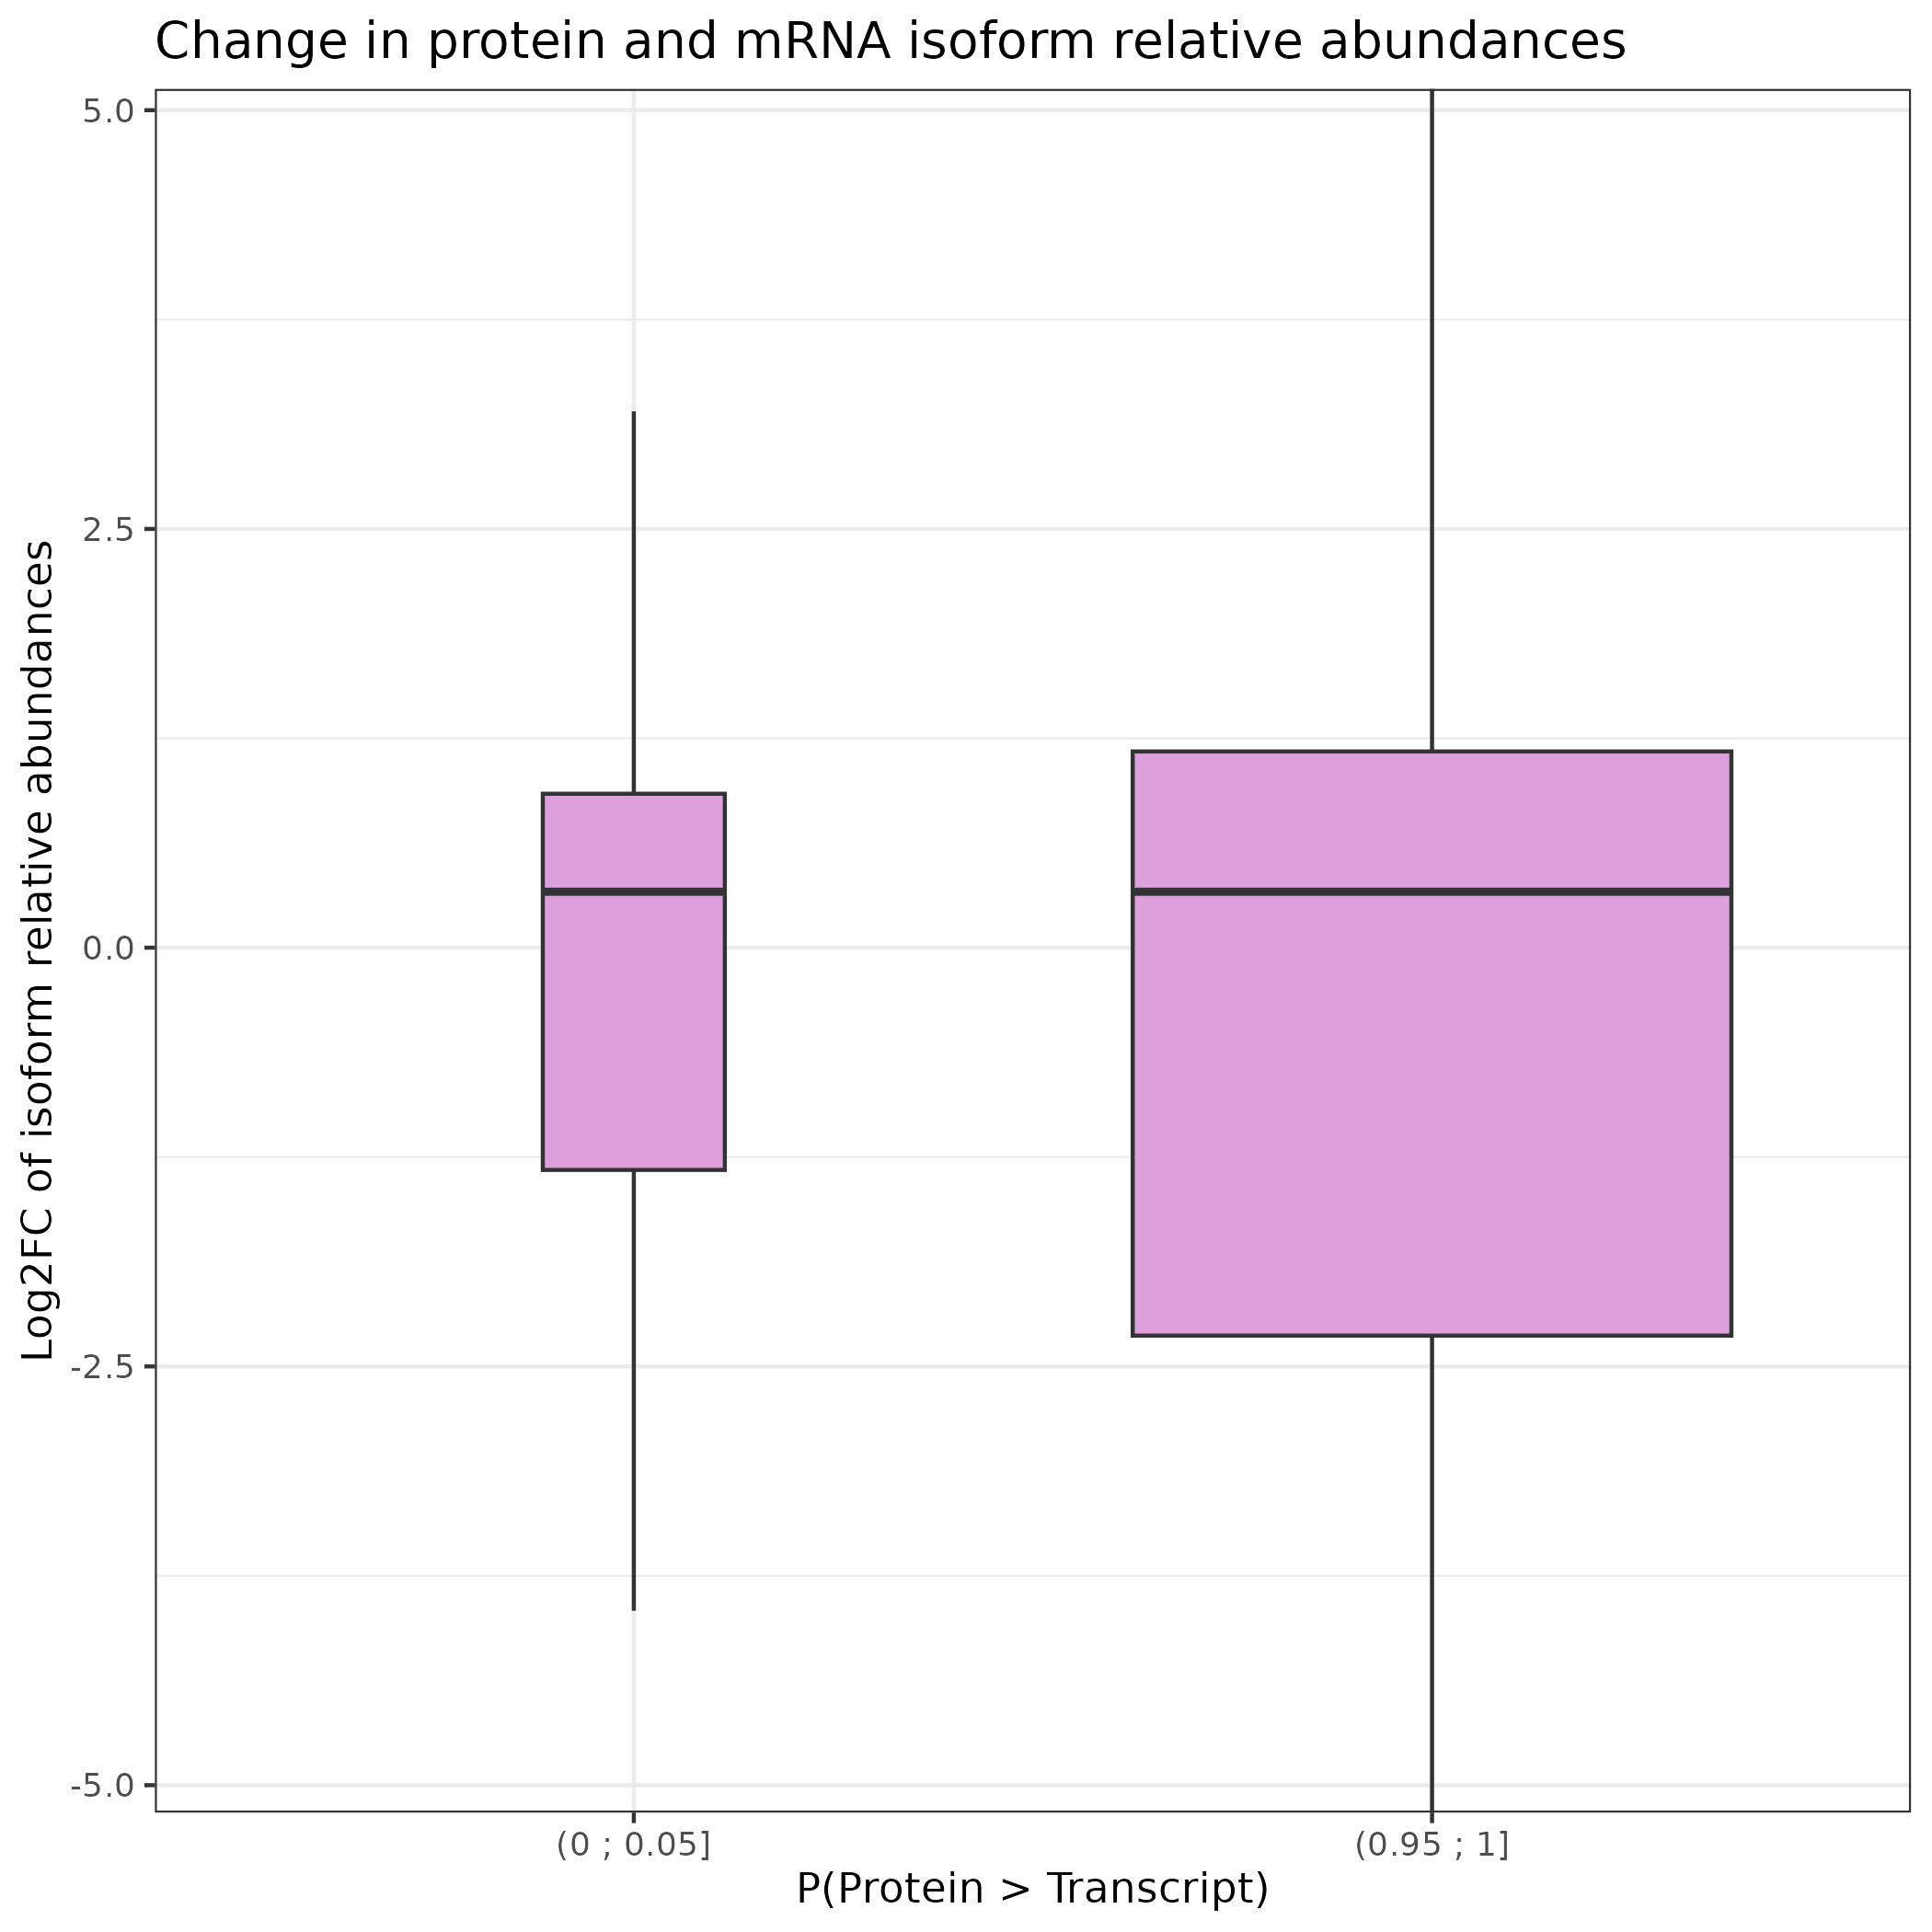 Change in protein and mRNA isoform relative abundances
Log2FC of isoform relative abundances
5.0
2.5
0.0
-2.5
-5.0
(0 ; 0.05]
(0.95 ; 1]
P(Protein > Transcript)